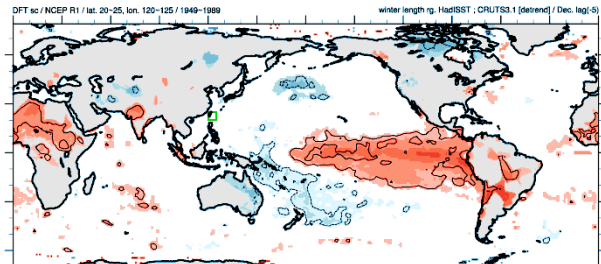 DFT sc / NCEP R1 / lat. 20-25, lon. 120-125 / 1949-1989
winter length rg. HadISST ; CRUTS3.1 [detrend] / Dec. lag(-5)